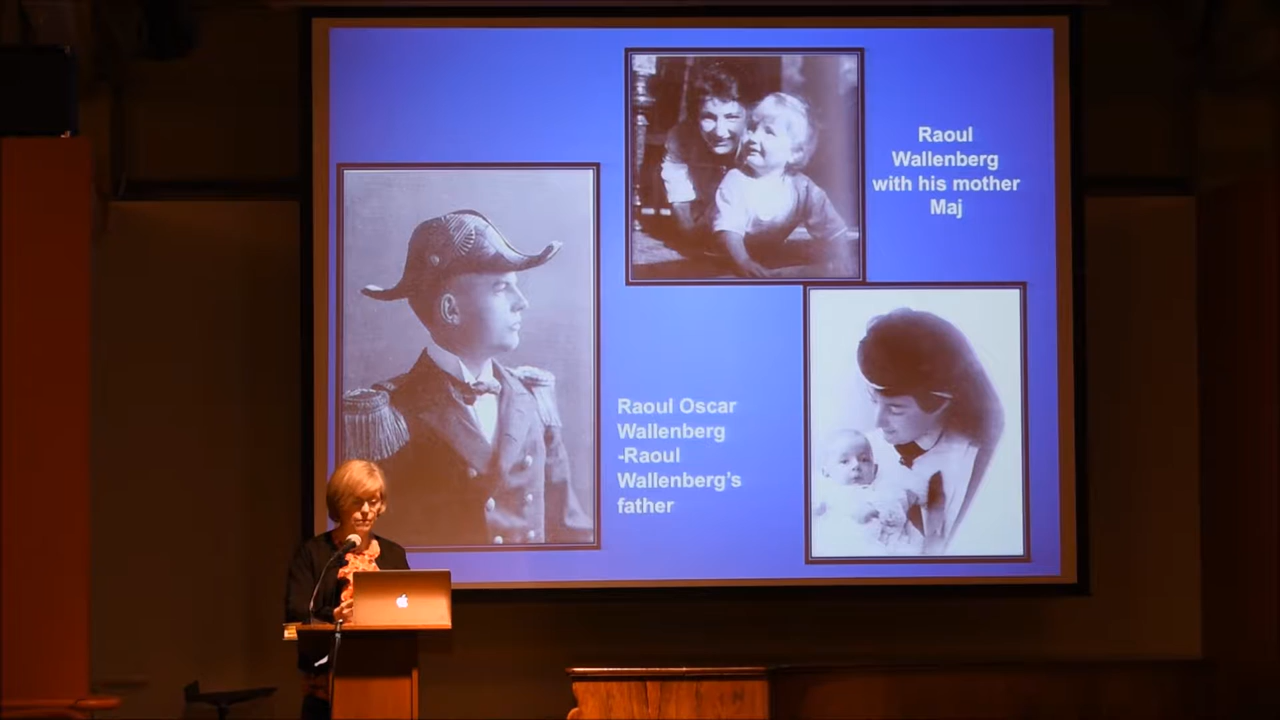 Raoul
Wallenberg
with his mother
Maj
Raoul Oscar
Wallenberg
-Raoul
Wallenberg's
father